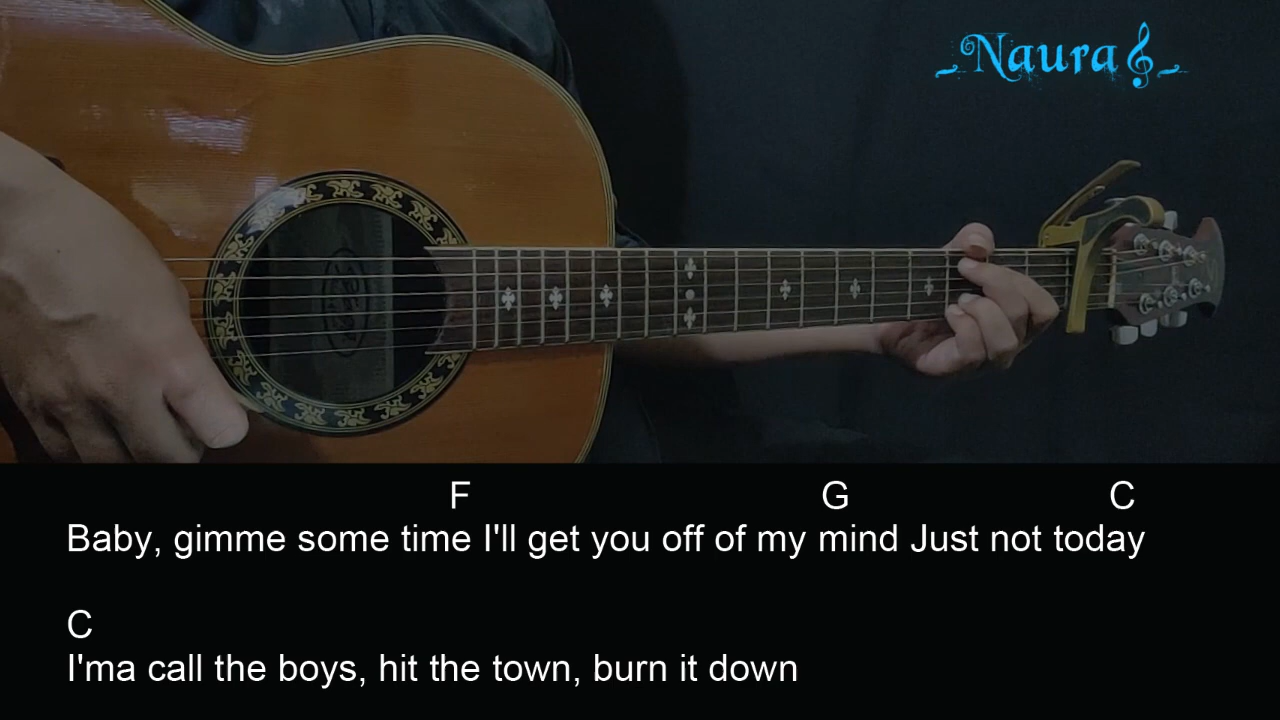 Naura
F G C
Baby, gimme some time I'll get you off of my mind Just not today
C
I'ma call the boys, hit the town, burn it down